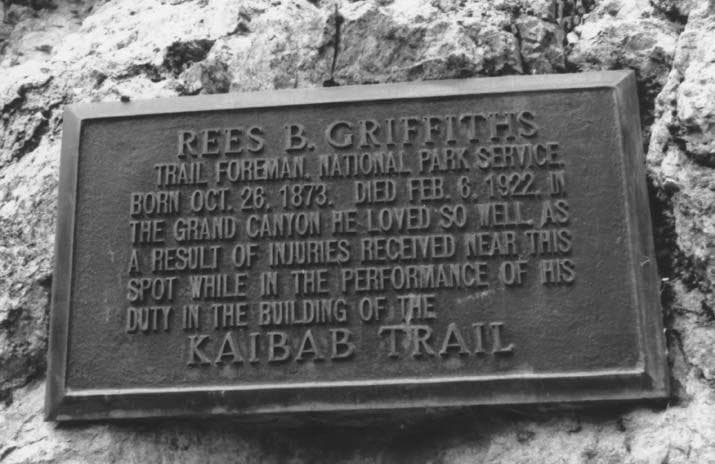 REES B. GRIFFITHS
TRAIL FOREMAN, NATIONAL PARK SERVICE
BORN OCT. 26, 1873. DIED FEB. 6, 1922, IN
THE GRAND CANYON HE LOVED SO WELL, AS
A RESULT OF INJURIES RECEIVED NEAR THIS
SPOT WHILE IN THE PERFORMANCE OF HIS
DUTY IN THE BUILDING OF THE
KAIBAB TRAIL